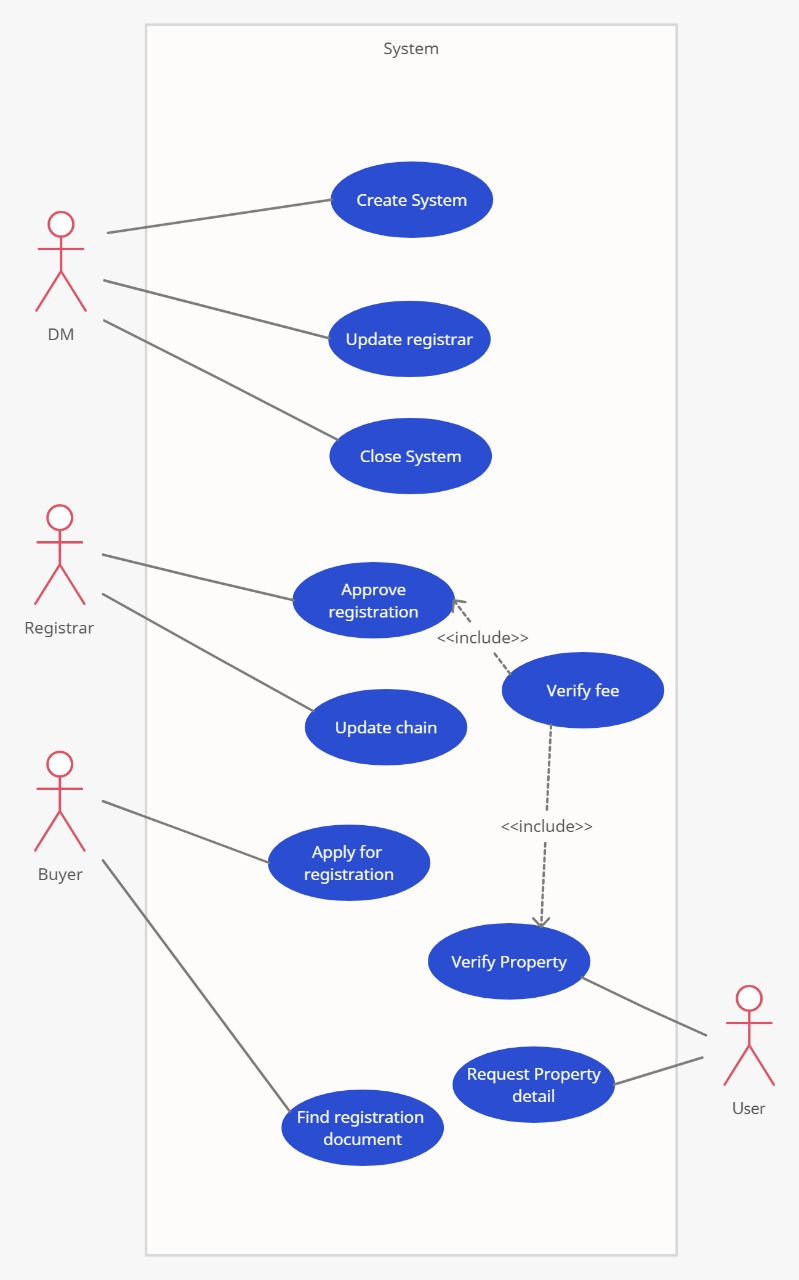 System
Create System
DM
Update registrar
Close System
Registrar
Approve
registration
<<include>>
Verify fee
Update chain
<<include>>
Buyer
Apply for
registration
Verify Property
User
Request Property
detail
Find registration
document